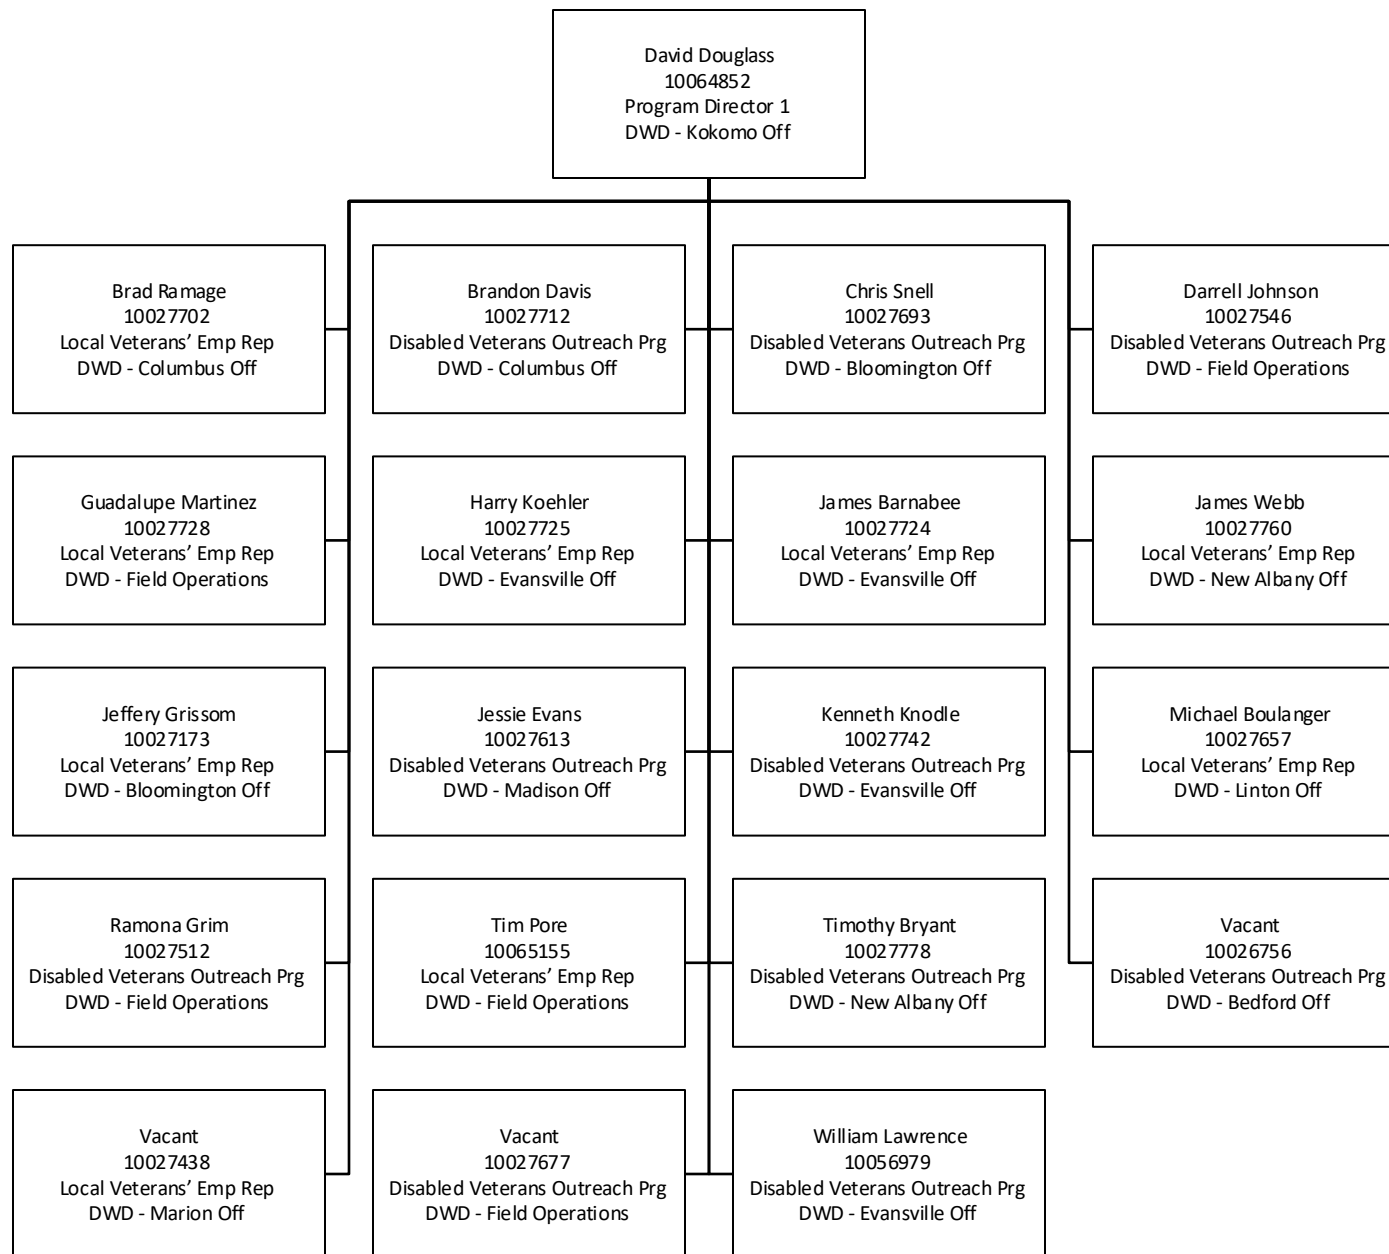 David Douglass
10064852
Program Director 1
DWD - Kokomo Off
Brad Ramage
10027702
Local Veterans’ Emp Rep
DWD - Columbus Off
Brandon Davis
10027712
Disabled Veterans Outreach Prg
DWD - Columbus Off
Chris Snell
10027693
Disabled Veterans Outreach Prg
DWD - Bloomington Off
Darrell Johnson
10027546
Disabled Veterans Outreach Prg
DWD - Field Operations
Guadalupe Martinez
10027728
Local Veterans’ Emp Rep
DWD - Field Operations
Harry Koehler
10027725
Local Veterans’ Emp Rep
DWD - Evansville Off
James Barnabee
10027724
Local Veterans’ Emp Rep
DWD - Evansville Off
James Webb
10027760
Local Veterans’ Emp Rep
DWD - New Albany Off
Jeffery Grissom
10027173
Local Veterans’ Emp Rep
DWD - Bloomington Off
Jessie Evans
10027613
Disabled Veterans Outreach Prg
DWD - Madison Off
Kenneth Knodle
10027742
Disabled Veterans Outreach Prg
DWD - Evansville Off
Michael Boulanger
10027657
Local Veterans’ Emp Rep
DWD - Linton Off
Ramona Grim
10027512
Disabled Veterans Outreach Prg
DWD - Field Operations
Tim Pore
10065155
Local Veterans’ Emp Rep
DWD - Field Operations
Timothy Bryant
10027778
Disabled Veterans Outreach Prg
DWD - New Albany Off
Vacant
10026756
Disabled Veterans Outreach Prg
DWD - Bedford Off
Vacant
10027438
Local Veterans’ Emp Rep
DWD - Marion Off
Vacant
10027677
Disabled Veterans Outreach Prg
DWD - Field Operations
William Lawrence
10056979
Disabled Veterans Outreach Prg
DWD - Evansville Off